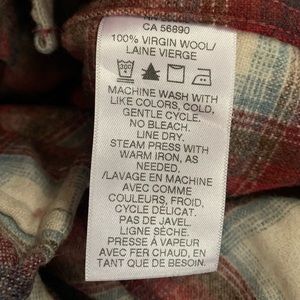 CA 56890
100% VIRGIN WOOL/
LAINE VIERGE
MACHINE WASH WITH
LIKE COLORS, COLD,
GENTLE CYCLE.
NO BLEACH.
LINE DRY.
STEAM PRESS WITH
WARM IRON, AS
NEEDED.
/LAVAGE EN MACHINE
AVEC COMME
COULEURS, FROID,
CYCLE DÉLICAT.
PAS DE JAVEL.
LIGNE SÈCHE.
PRESSE À VAPEUR
AVEC FER CHAUD, EN
TANT QUE DE BESOIN.